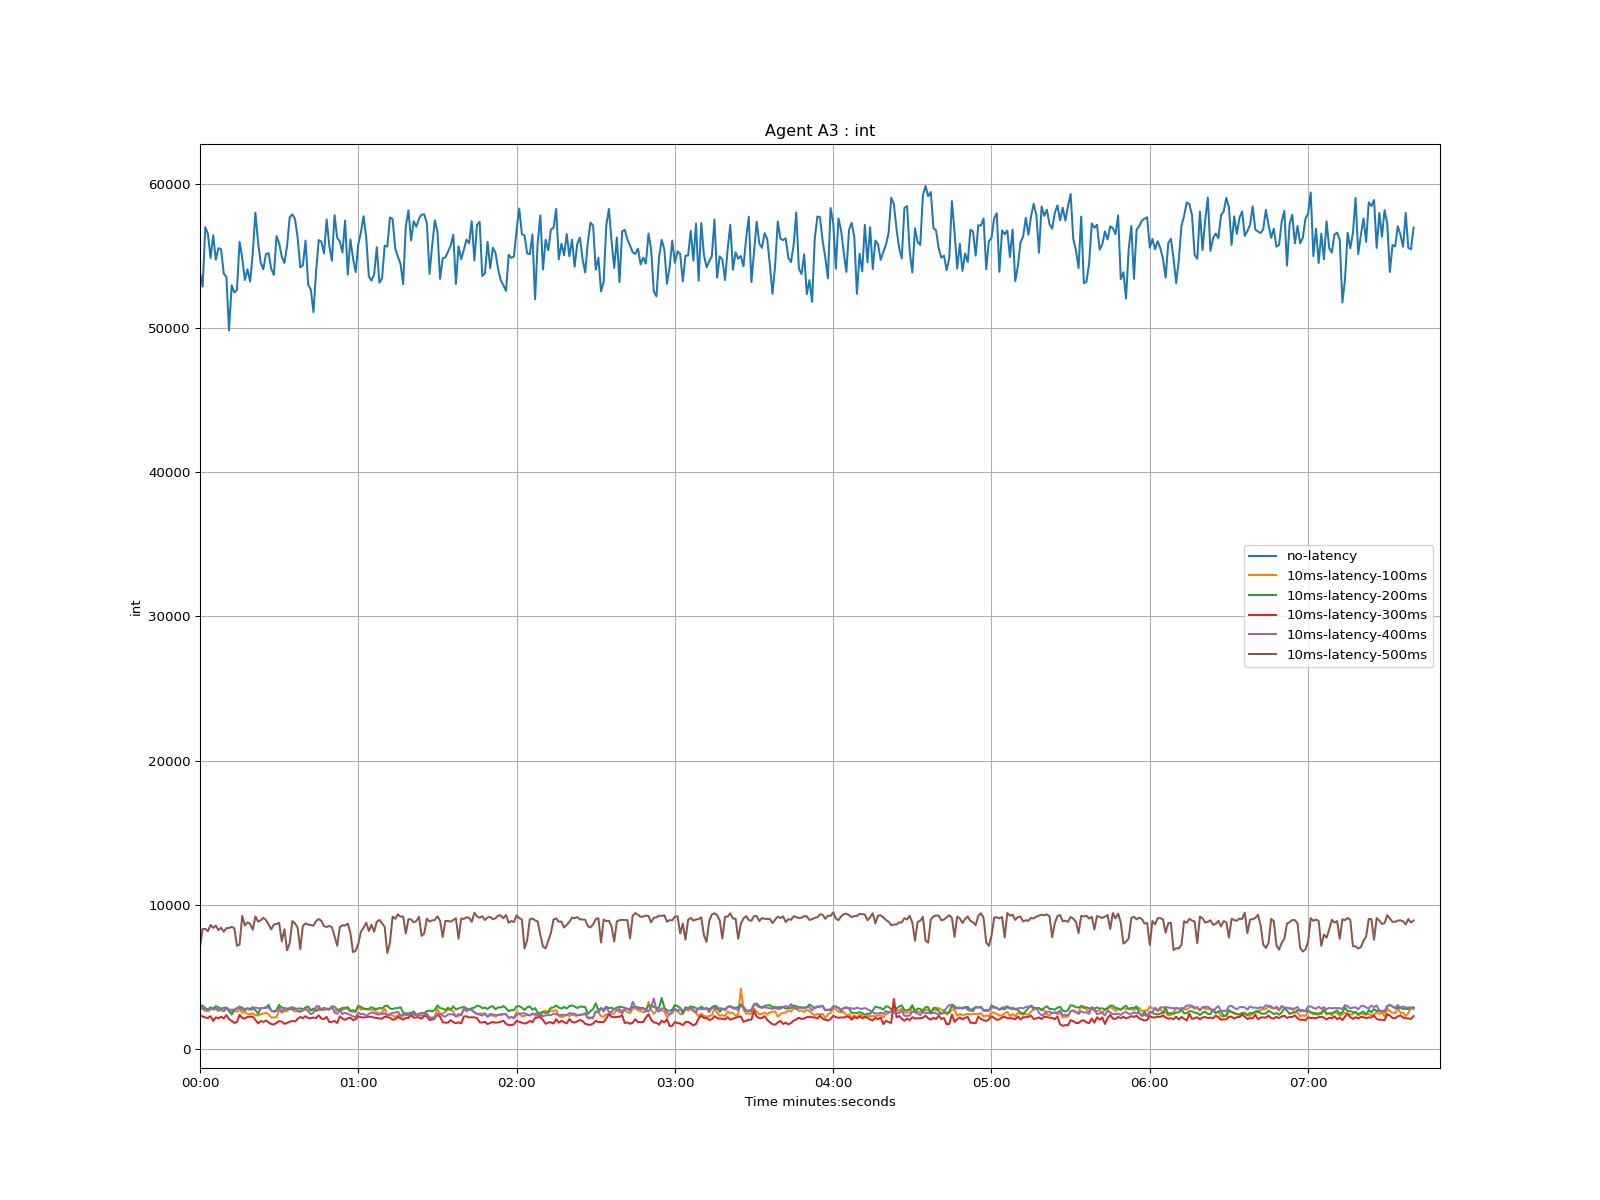 Agent A3 : int
60000
50000
40000
30000
20000
10000
0
int
no-latency
10ms-latency-100ms
10ms-latency-200ms
10ms-latency-300ms
10ms-latency-400ms
10ms-latency-500ms
00:00 01:00 02:00 03:00 04:00 05:00 06:00 07:00
Time minutes:seconds